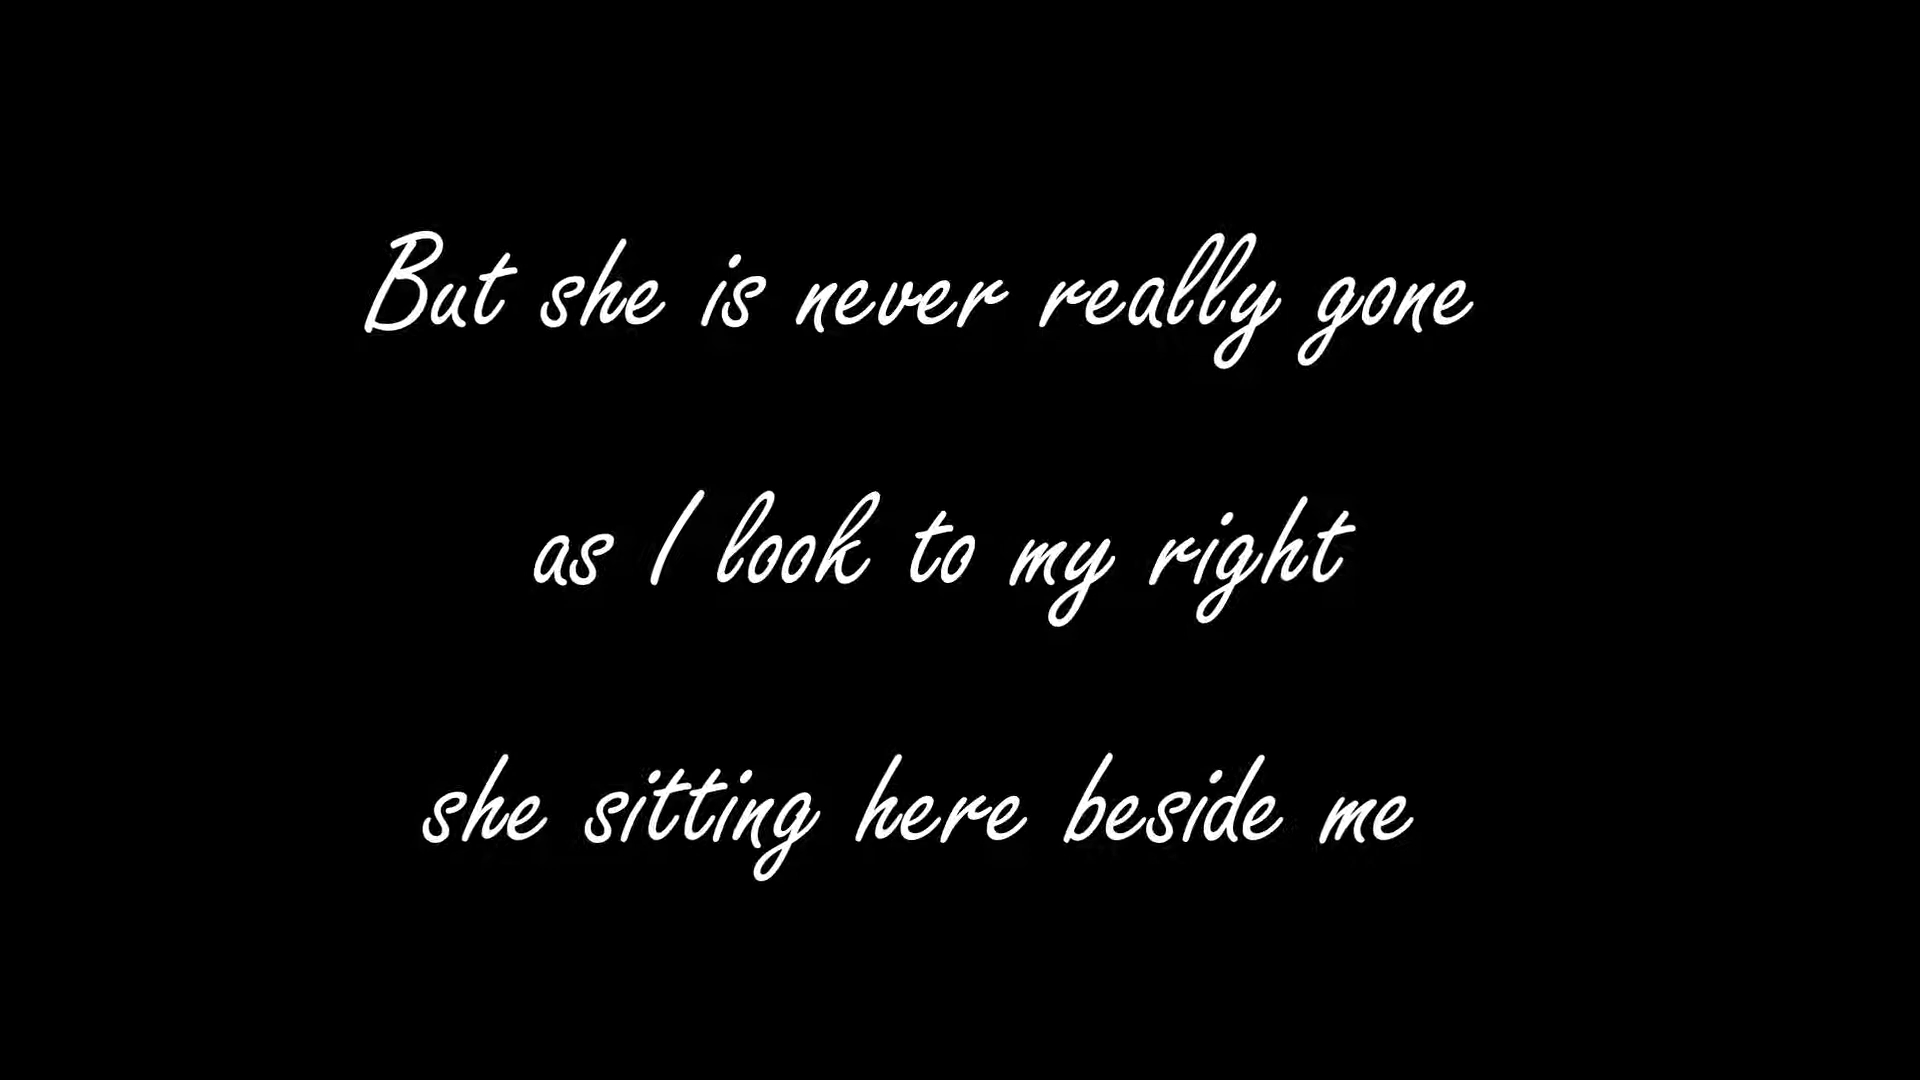 But she is never really gone
as I look to my right
she sitting here beside me